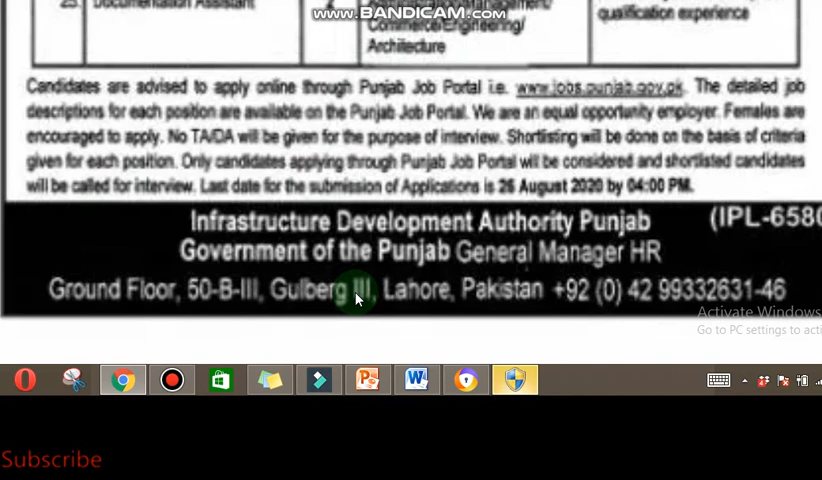 www.BANDICAM.com
25. Documentation Assistant 2
Commerce/Engineering/ qualification experience
Architecture
Candidates are advised to apply online through Punjab Job Portal i.e. www.jobs.punjab.gov.pk. The detailed job
descriptions for each position are available on the Punjab Job Portal. We are an equal opportunity employer. Females are
encouraged to apply. No TA/DA will be given for the purpose of interview. Shortlisting will be done on the basis of criteria
given for each position. Only candidates applying through Punjab Job Portal will be considered and shortlisted candidates
will be called for interview. Last date for the submission of Applications is 26 August 2020 by 04:00 PM.
Infrastructure Development Authority Punjab (IPL-6580
Government of the Punjab General Manager HR
Ground Floor, 50-B-III, Gulberg III, Lahore, Pakistan +92 (0) 42 99332631-46
Activate Windows
Go to PC settings to acti
Subscribe